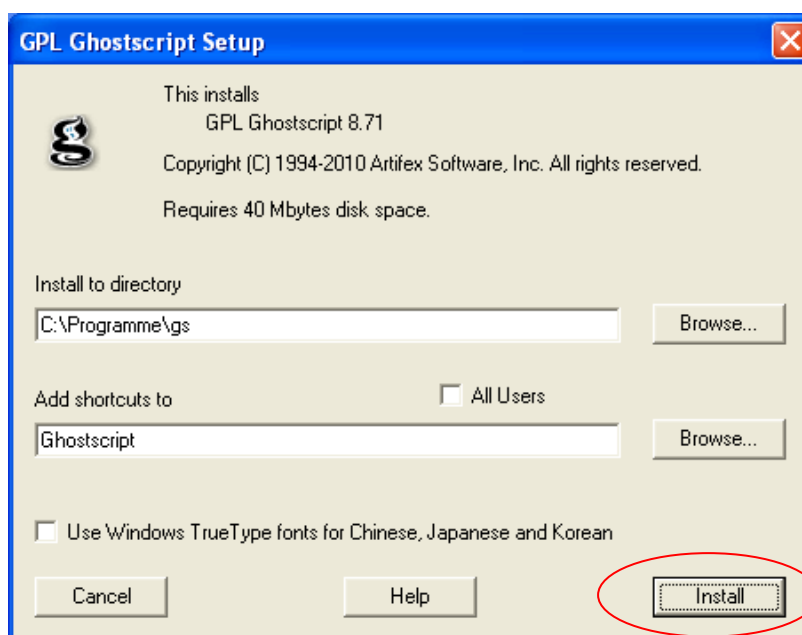 GPL Ghostscript Setup
This installs
GPL Ghostscript 8.71
Copyright (C) 1994-2010 Artifex Software, Inc. All rights reserved.
Requires 40 Mbytes disk space.
Install to directory
C:\Programme\gs
Browse...
Add shortcuts to
All Users
Ghostscript
Browse...
Use Windows TrueType fonts for Chinese, Japanese and Korean
Cancel
Help
Install